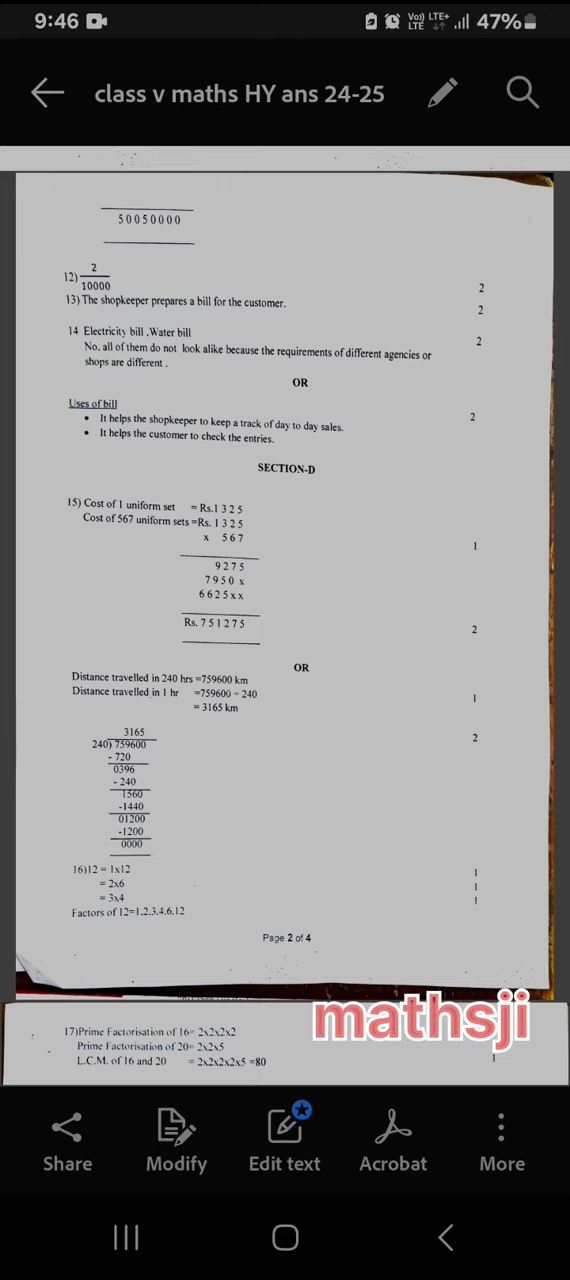 9:46 Vo)) LTE LTE+ 47%
class v maths HY ans 24-25
50050000
12) 2
10000
2
13) The shopkeeper prepares a bill for the customer.
2
14 Electricity bill .Water bill
2
No, all of them do not look alike because the requirements of different agencies or
shops are different .
OR
Uses of bill
2
• It helps the shopkeeper to keep a track of day to day sales.
• It helps the customer to check the entries.
SECTION-D
15) Cost of 1 uniform set = Rs.1 3 2 5
Cost of 567 uniform sets =Rs. 1 3 2 5
x 5 6 7
1
9 2 7 5
7 9 5 0 x
6 6 2 5 x x
Rs. 7 5 1 2 7 5
2
OR
Distance travelled in 240 hrs =759600 km
Distance travelled in 1 hr =759600 ÷ 240
1
= 3165 km
3165
2
240) 759600
- 720
0396
- 240
1560
-1440
01200
-1200
0000
16)12 = 1x12
1
= 2x6
1
= 3x4
1
Factors of 12=1,2,3,4,6,12
Page 2 of 4
mathsji
17)Prime Factorisation of 16= 2x2x2x2
Prime Factorisation of 20= 2x2x5
L.C.M. of 16 and 20 = 2x2x2x2x5 =80
1
Share Modify Edit text Acrobat More